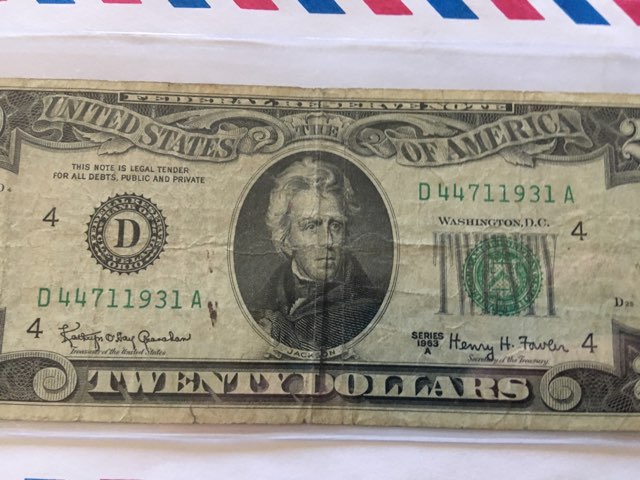 FEDERAL RESERVE NOTE
UNITED STATES THE OF AMERICA
THIS NOTE IS LEGAL TENDER
FOR ALL DEBTS, PUBLIC AND PRIVATE
D 44711931 A
WASHINGTON, D.C.
4
4
D
D 44711931 A
4
Kathryn O'Hay Granahan
Treasurer of the United States
JACKSON
SERIES
1963
A
Henry H. Fowler
Secretary of the Treasury
4
TWENTY DOLLARS